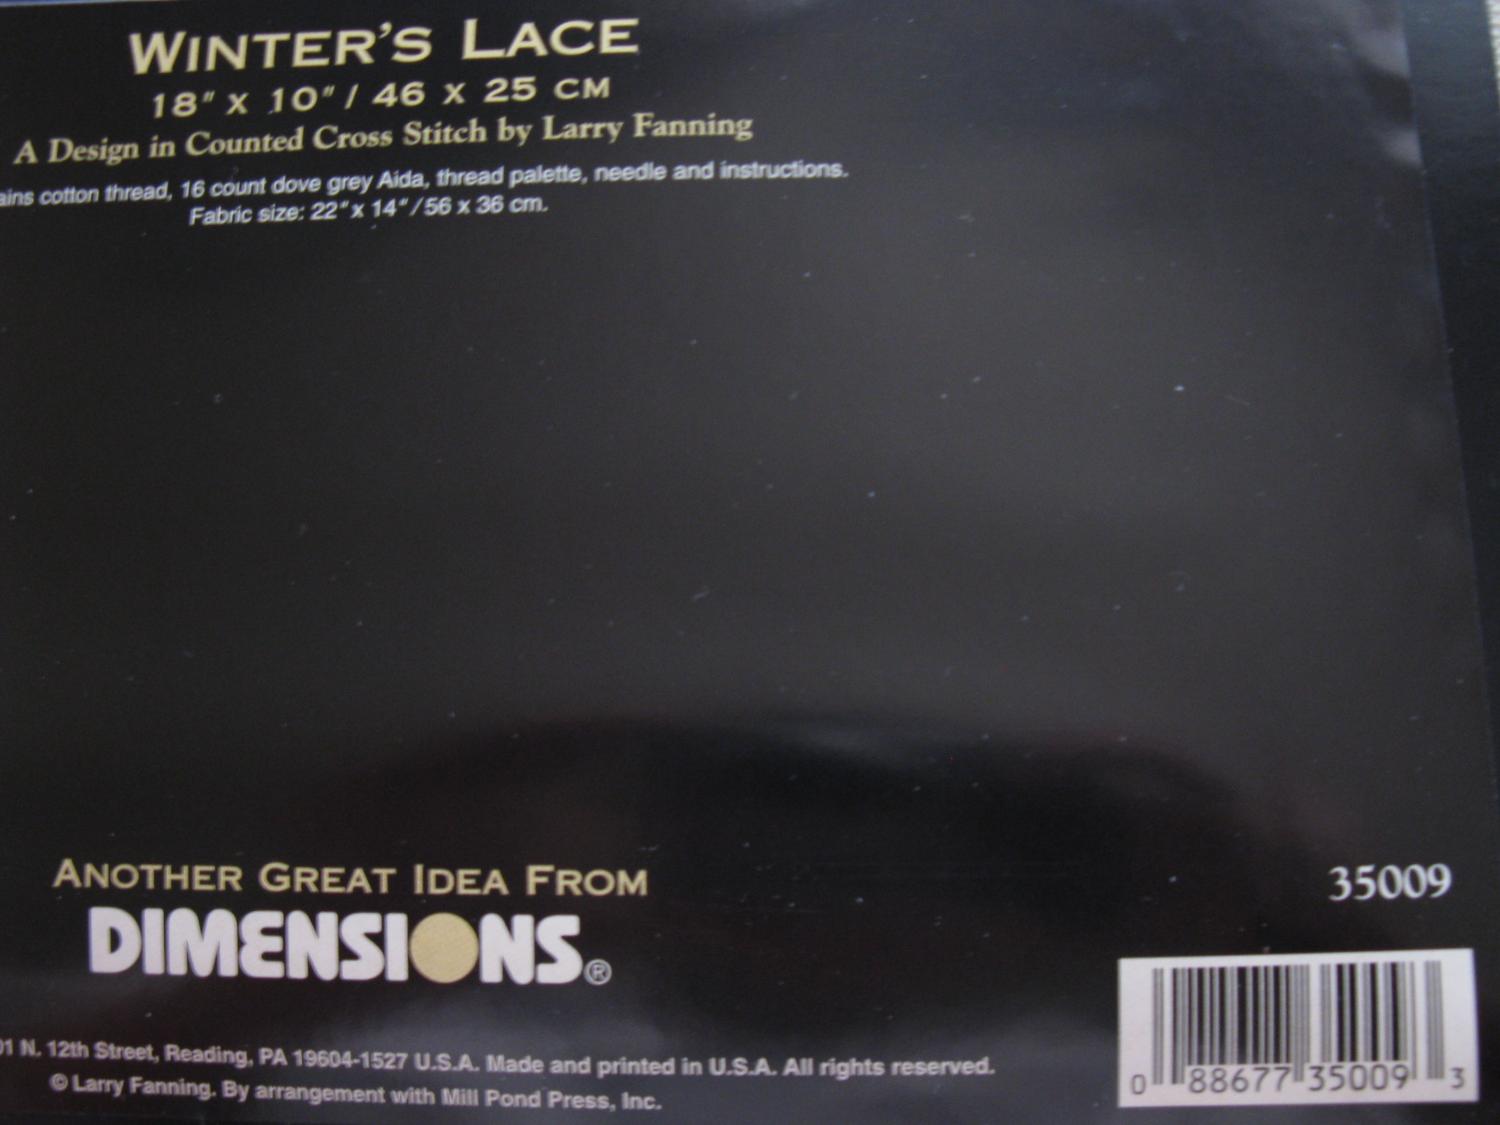 WINTER'S LACE
18" X 10" / 46 X 25 CM
A Design in Counted Cross Stitch by Larry Fanning
cotton thread, 16 count dove grey Aida, thread palette, needle and instructions.
Fabric size: 22" x 14"/56 x 36 cm.
ANOTHER GREAT IDEA FROM
DIMENSIONS®
35009
N. 12th Street, Reading, PA 19604-1527 U.S.A. Made and printed in U.S.A. All rights reserved.
© Larry Fanning. By arrangement with Mill Pond Press, Inc.
0 88677 35009 3